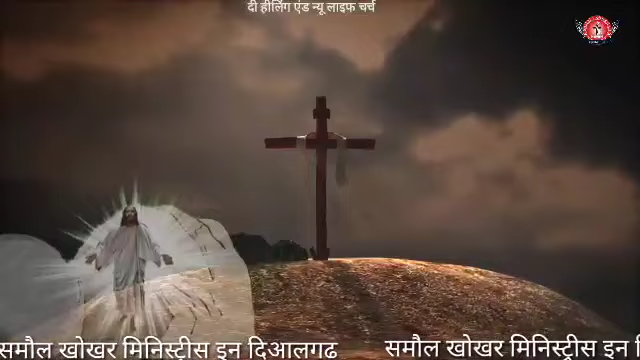 दी हीलिंग एंड न्यू लाइफ चर्च
समौल खोखर मिनिस्ट्रीस इन दिआलगढ समौल खोखर मिनिस्ट्रीस इन